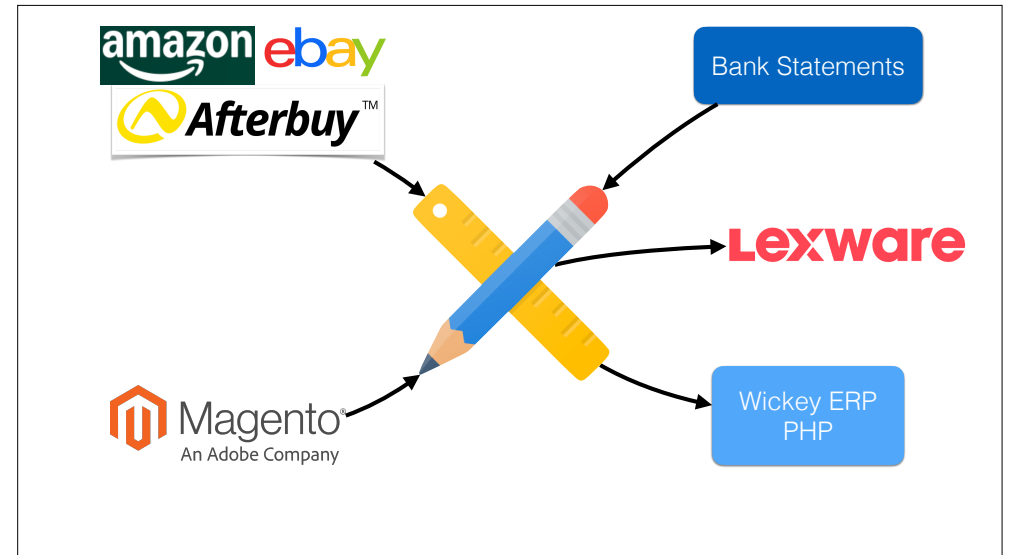 amazon
ebay
Afterbuy™
Bank Statements
Lexware
Magento®
An Adobe Company
Wickey ERP
PHP